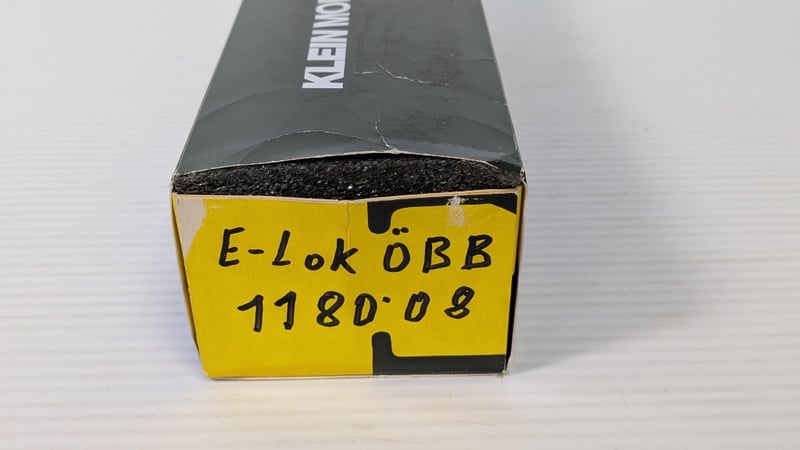 KLEIN MO
E-Lok ÖBB
1180·08